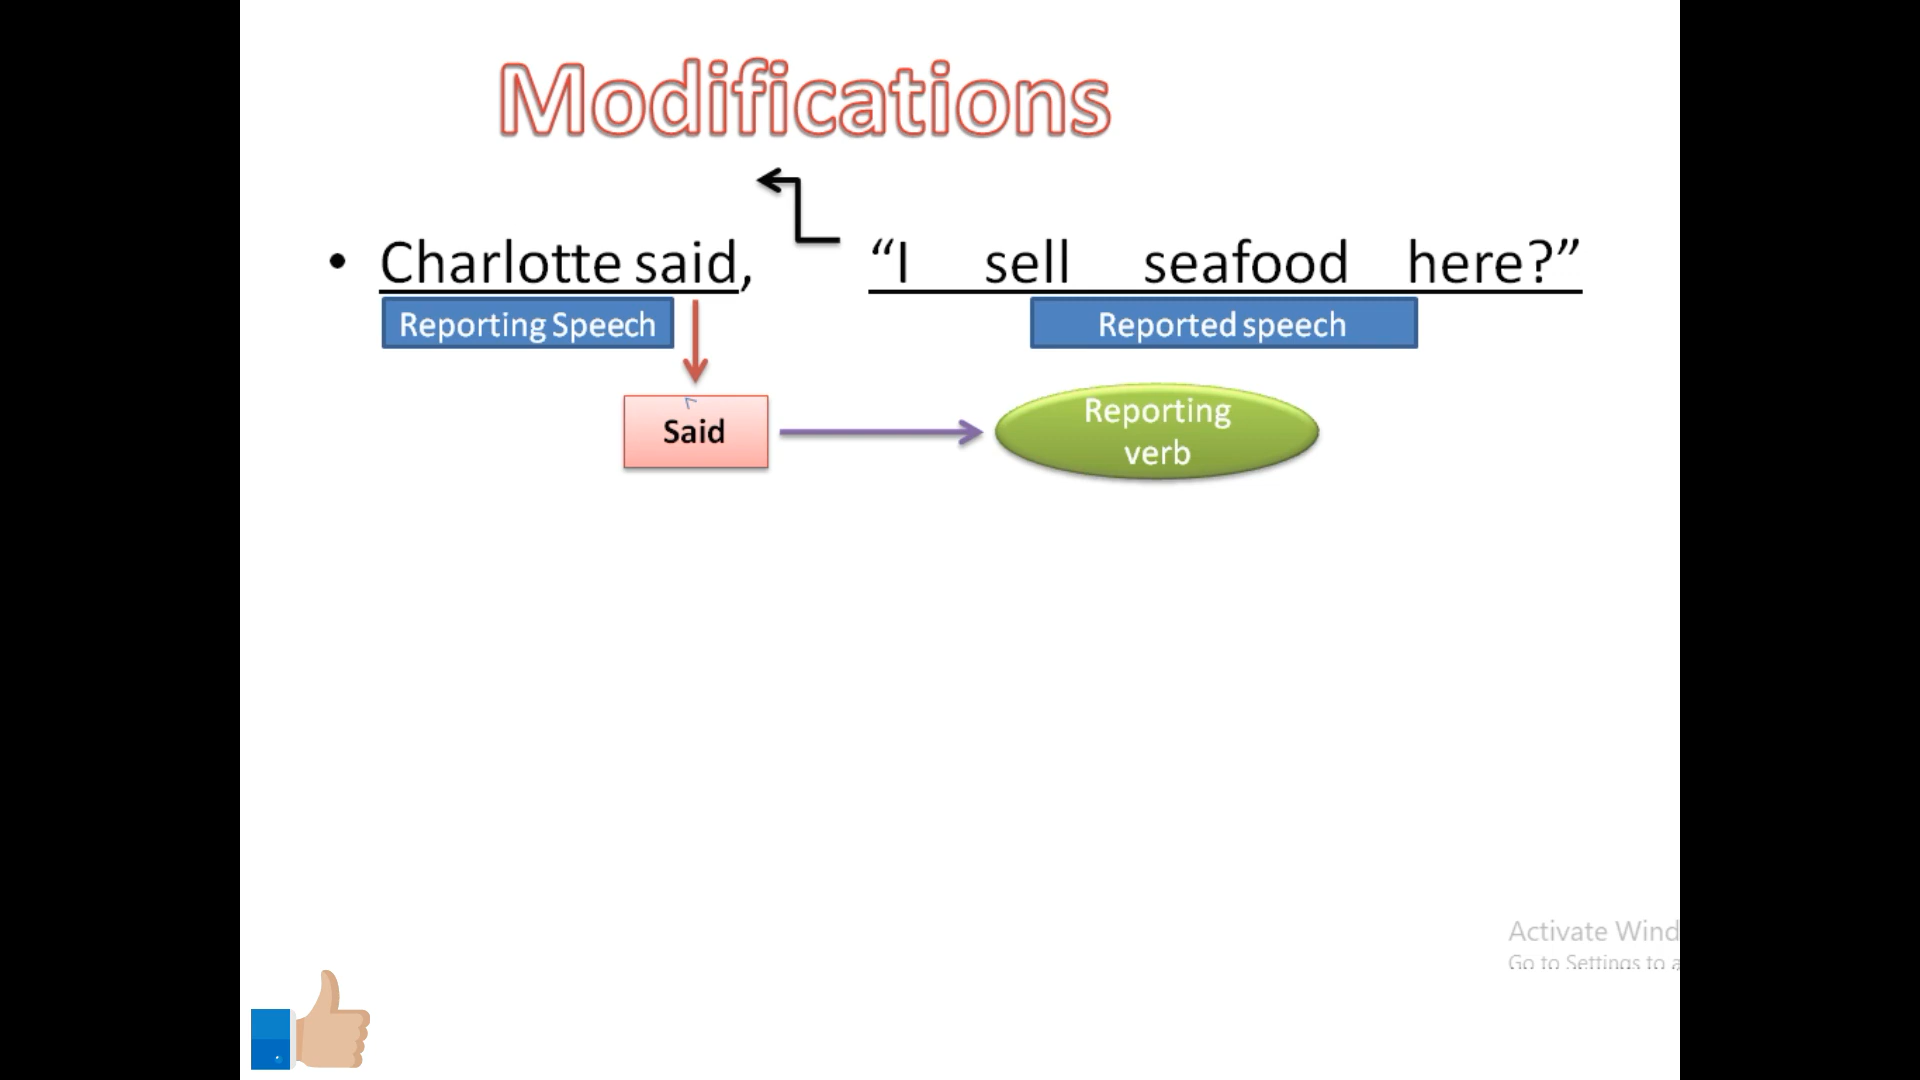 Modifications
• Charlotte said, “I sell seafood here?”
Reporting Speech
Reported speech
Said
Reporting
verb
Activate Wind
Go to Settings to a